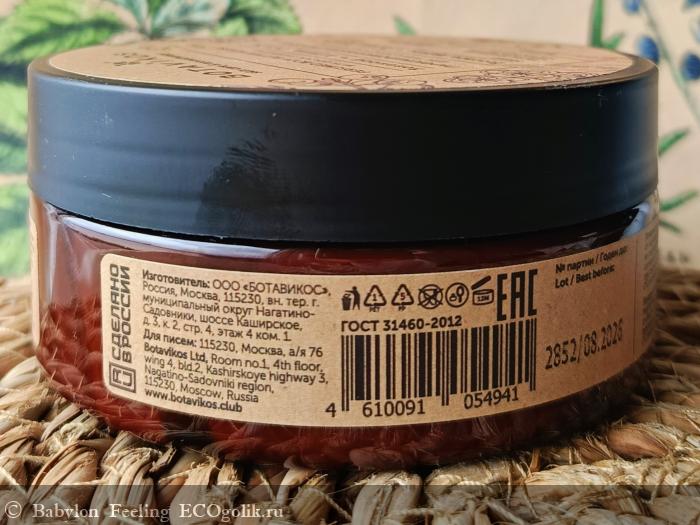 СДЕЛАНО
В РОССИИ
Изготовитель: ООО «БОТАВИКОС»,
Россия, Москва, 115230, вн. тер. г.
муниципальный округ Нагатино-
Садовники, шоссе Каширское,
д.3, к.2, стр. 4, этаж 4 ком. 1.
Для писем: 115230, Москва, а/я 76
Botavikos Ltd, Room no.1, 4th floor,
wing 4, bld.2, Kashirskoye highway 3,
Nagatino-Sadovniki region,
115230, Moscow, Russia
www.botavikos.club
12M
EAC
ГОСТ 31460-2012
4 610091 054941
№ партии / Годен до:
Lot / Best before:
2852/08.2026
© Babylon_Feeling ECOgolik.ru